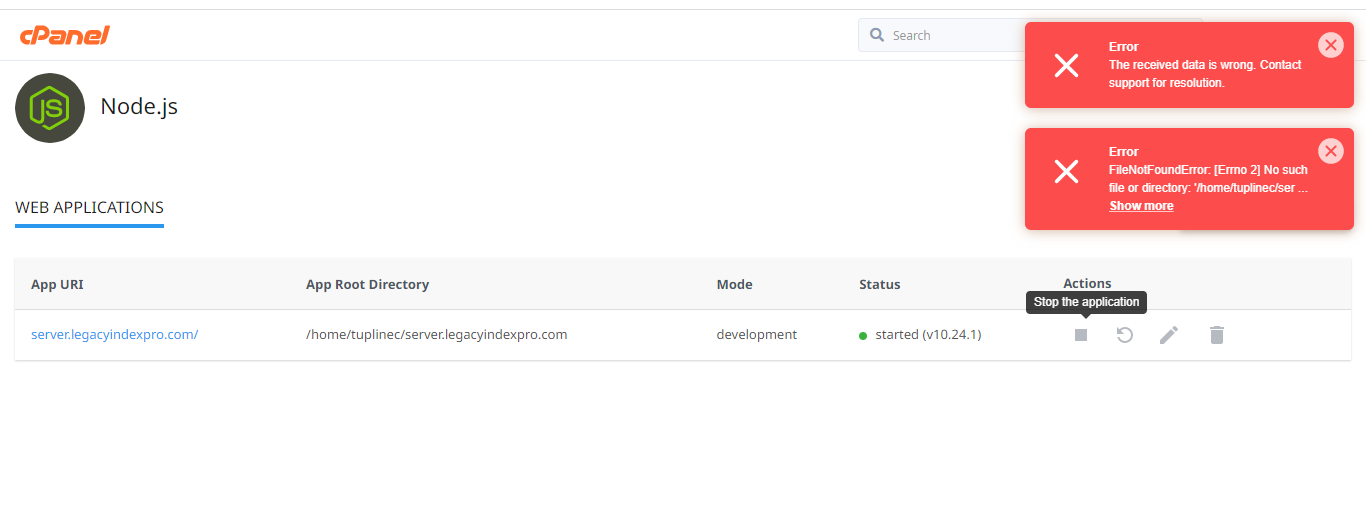 cPanel
Search
Error
The received data is wrong. Contact
support for resolution.
JS
Node.js
Error
FileNotFoundError: [Errno 2] No such
file or directory: '/home/tuplinec/ser ...
Show more
WEB APPLICATIONS
App URI App Root Directory Mode Status Actions
Stop the application
server.legacyindexpro.com/ /home/tuplinec/server.legacyindexpro.com development started (v10.24.1)